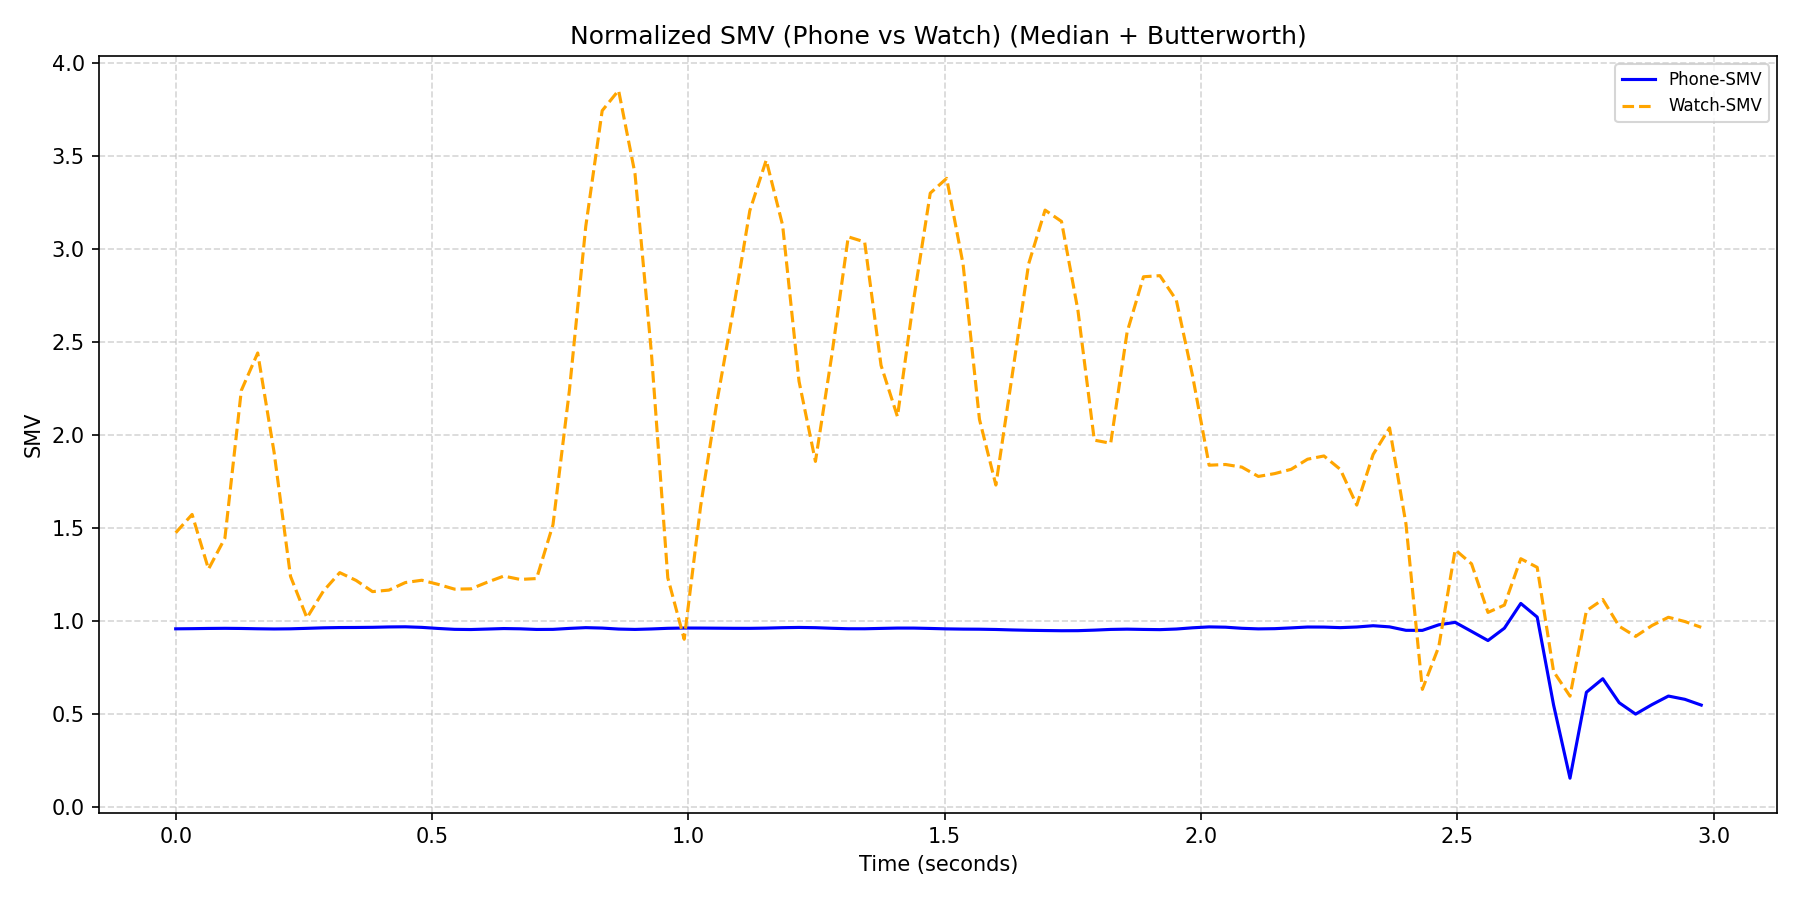 Normalized SMV (Phone vs Watch) (Median + Butterworth)
Phone-SMV
Watch-SMV
4.0
3.5
3.0
2.5
2.0
1.5
1.0
0.5
0.0
SMV
0.0 0.5 1.0 1.5 2.0 2.5 3.0
Time (seconds)